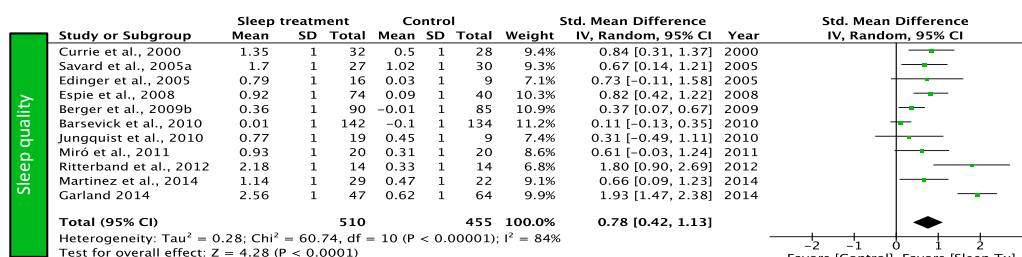 Sleep treatment Control Std. Mean Difference Std. Mean Difference
Study or Subgroup Mean SD Total Mean SD Total Weight IV, Random, 95% CI Year IV, Random, 95% CI
Currie et al., 2000 1.35 1 32 0.5 1 28 9.4% 0.84 [0.31, 1.37] 2000
Savard et al., 2005a 1.7 1 27 1.02 1 30 9.3% 0.67 [0.14, 1.21] 2005
Edinger et al., 2005 0.79 1 16 0.03 1 9 7.1% 0.73 [-0.11, 1.58] 2005
Espie et al., 2008 0.92 1 74 0.09 1 40 10.3% 0.82 [0.42, 1.22] 2008
Berger et al., 2009b 0.36 1 90 -0.01 1 85 10.9% 0.37 [0.07, 0.67] 2009
Barsevick et al., 2010 0.01 1 142 -0.1 1 134 11.2% 0.11 [-0.13, 0.35] 2010
Jungquist et al., 2010 0.77 1 19 0.45 1 9 7.4% 0.31 [-0.49, 1.11] 2010
Miró et al., 2011 0.93 1 20 0.31 1 20 8.6% 0.61 [-0.03, 1.24] 2011
Ritterband et al., 2012 2.18 1 14 0.33 1 14 6.8% 1.80 [0.90, 2.69] 2012
Martinez et al., 2014 1.14 1 29 0.47 1 22 9.1% 0.66 [0.09, 1.23] 2014
Garland 2014 2.56 1 47 0.62 1 64 9.9% 1.93 [1.47, 2.38] 2014
Sleep quality
Total (95% CI) 510 455 100.0% 0.78 [0.42, 1.13]
Heterogeneity: Tau² = 0.28; Chi² = 60.74, df = 10 (P < 0.00001); I² = 84%
Test for overall effect: Z = 4.28 (P < 0.0001)
-2 -1 0 1 2